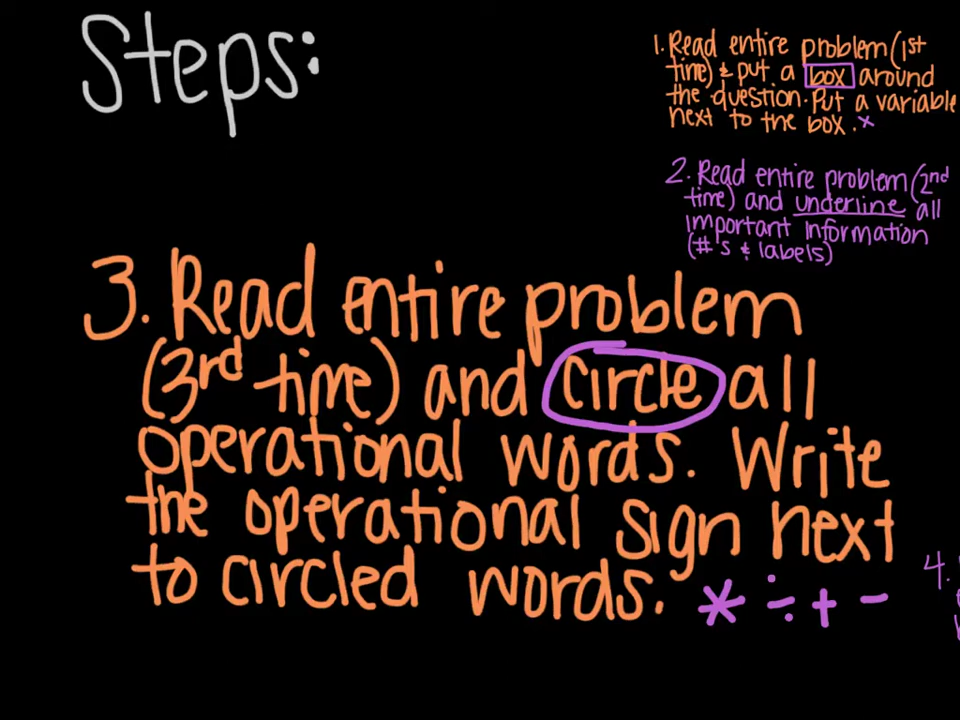 Steps:
1. Read entire problem (1st
time) & put a box around
the question. Put a variable
next to the box. x
2. Read entire problem (2nd
time) and underline all
important information
(#'s & labels)
3. Read entire problem
(3rd time) and circle all
operational words. Write
the operational sign next
to circled words. * ÷ + -
4.